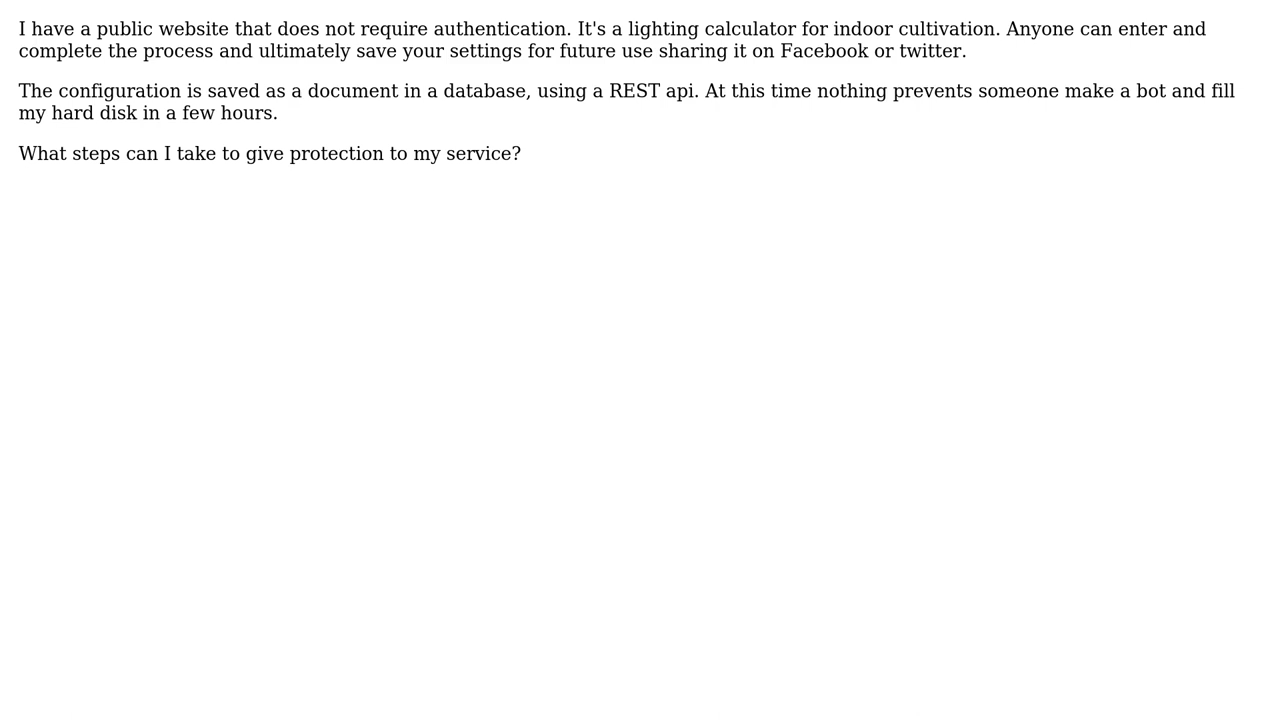 I have a public website that does not require authentication. It's a lighting calculator for indoor cultivation. Anyone can enter and
complete the process and ultimately save your settings for future use sharing it on Facebook or twitter.
The configuration is saved as a document in a database, using a REST api. At this time nothing prevents someone make a bot and fill
my hard disk in a few hours.
What steps can I take to give protection to my service?